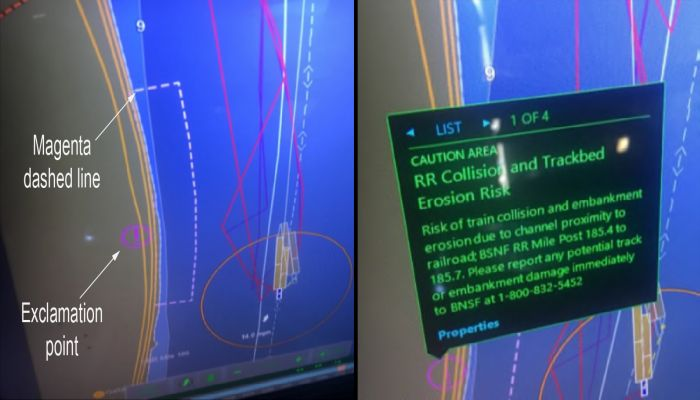 9
Magenta
dashed line
Exclamation
point
9
LIST
1 OF 4
CAUTION AREA
RR Collision and Trackbed
Erosion Risk
Risk of train collision and embankment
erosion due to channel proximity to
railroad; BSNF RR Mile Post 185.4 to
185.7. Please report any potential track
or embankment damage immediately
to BNSF at 1-800-832-5452
Properties